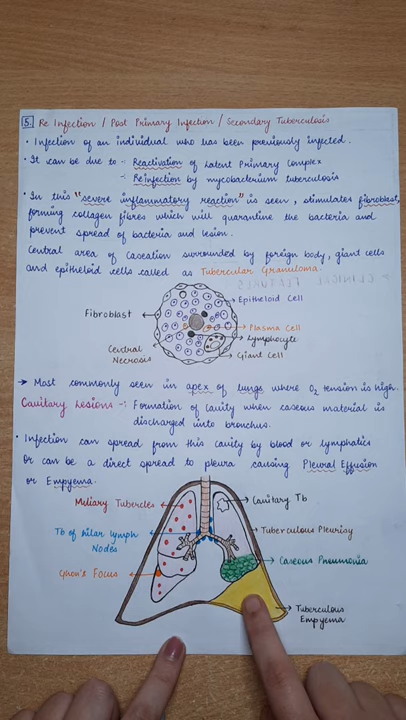 5. Re Infection / Post Primary Infection / Secondary Tuberculosis
• Infection of an individual who has been previously infected.
• It can be due to -: Reactivation of Latent Primary Complex
-: Reinfection by mycobacterium tuberculosis
• In this "severe inflammatory reaction" is seen, stimulates fibroblast,
forming collagen fibres which will quarantine the bacteria and
prevent spread of bacteria and lesion.
Central area of Caseation surrounded by foreign body, giant cells
and epitheloid cells called as Tubercular Granuloma.
Epitheloid Cell
Fibroblast
Plasma Cell
Lymphocyte
Central
Necrosis
Giant Cell
→ Most commonly seen in apex of lungs where O2 tension is high.
Cavitary Lesions -: Formation of cavity when caseous material is
discharged into bronchus.
• Infection can spread from this cavity by blood or lymphatics
or can be a direct spread to pleura causing Pleural Effusion
or Empyema.
Miliary Tubercles
Cavitary Tb
Tb of hilar lymph
Nodes
Tuberculous Pleurisy
Ghon's Focus
Caseous Pneumonia
Tuberculous
Empyema